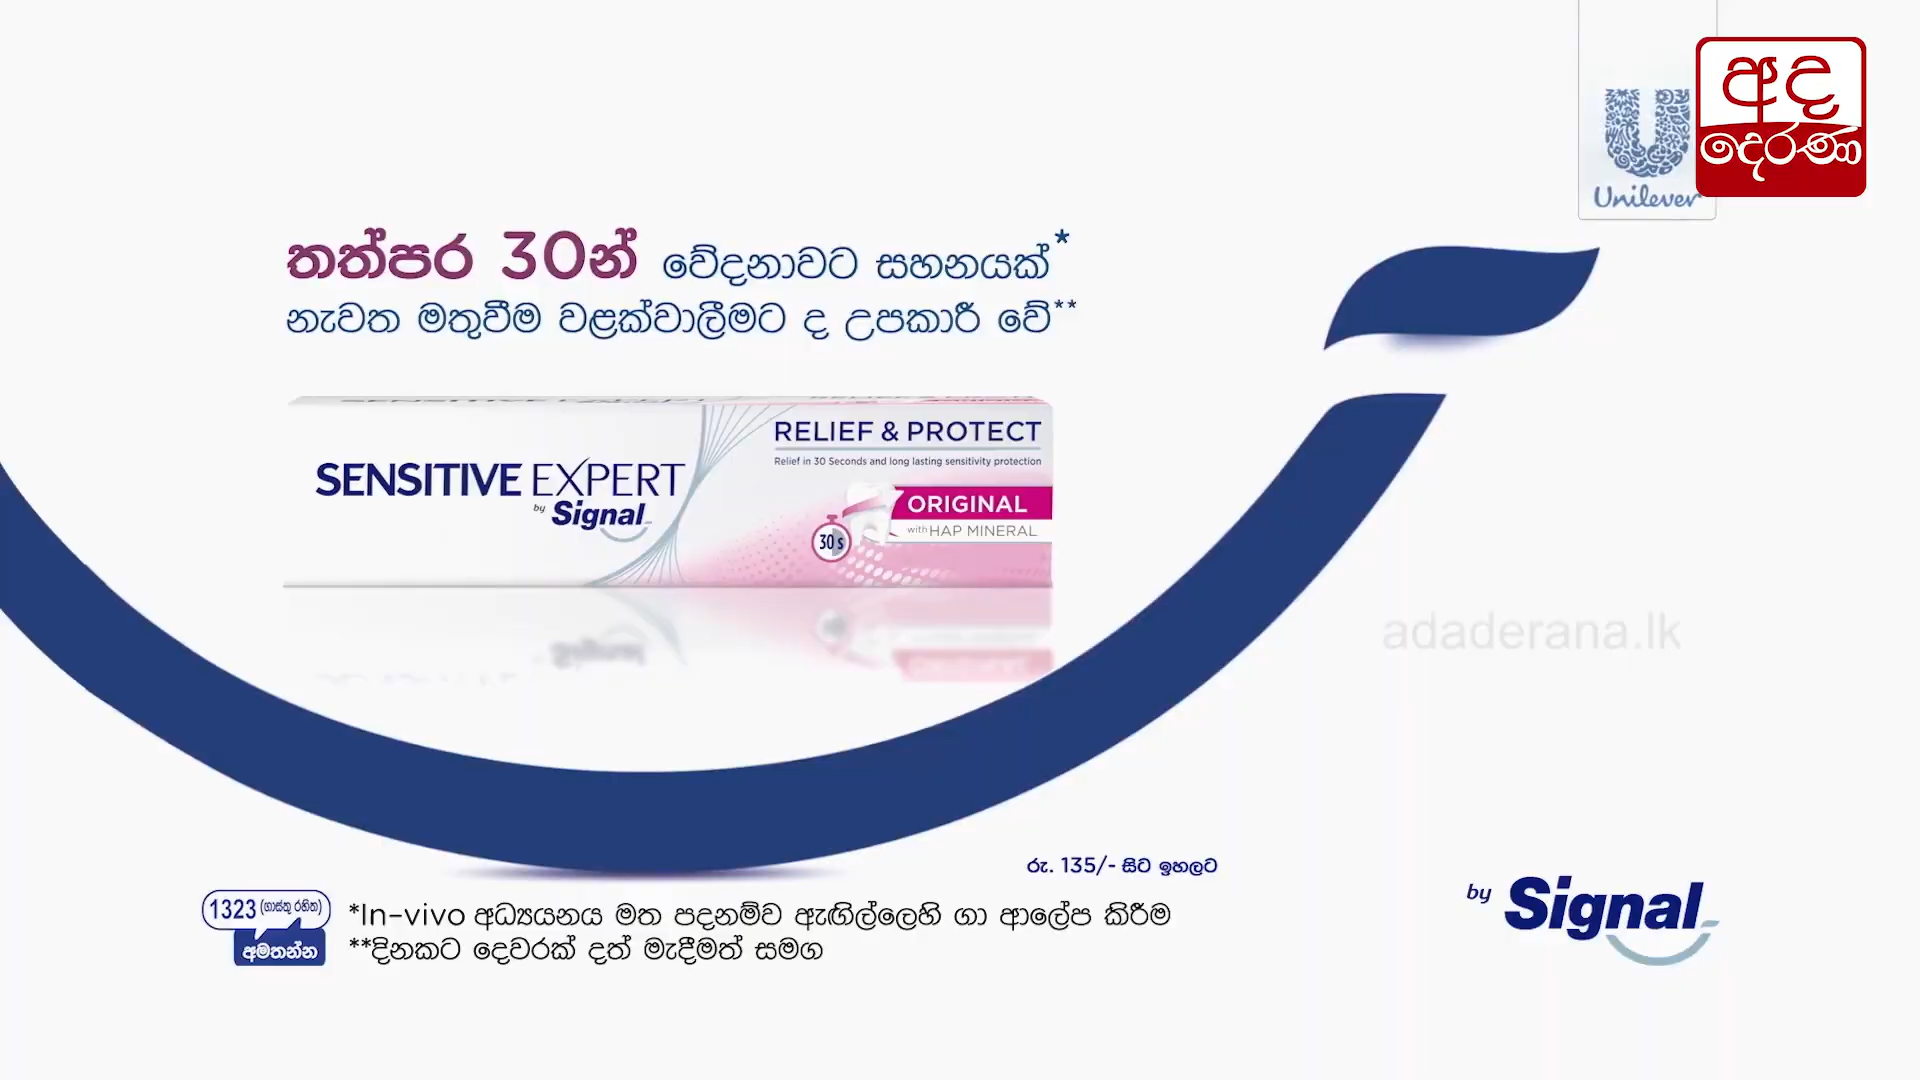 අද
දෙරණ
Unilever
තත්පර 30න් වේදනාවට සහනයක්*
නැවත මතුවීම වළක්වාලීමට ද උපකාරී වේ**
SENSITIVE EXPERT
by Signal
RELIEF & PROTECT
Relief in 30 Seconds and long lasting sensitivity protection
ORIGINAL
with HAP MINERAL
30 s
adaderana.lk
රු. 135/- සිට ඉහලට
1323 (ගාස්තු රහිත)
අමතන්න
*In-vivo අධ්‍යයනය මත පදනම්ව ඇඟිල්ලෙහි ගා ආලේප කිරීම
**දිනකට දෙවරක් දත් මැදීමත් සමග
by Signal